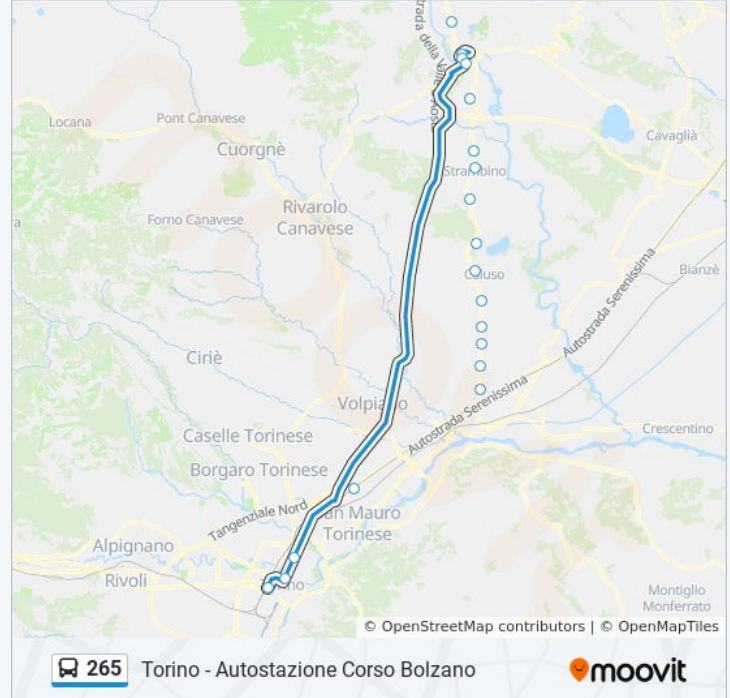 Strada della Valle
Aosta
Locana
Pont Canavese
Cavaglià
Cuorgnè
Strambino
Forno Canavese
Rivarolo
Canavese
Caluso
Bianzè
Autostrada Serenissima
Ciriè
Volpiano
Autostrada Serenissima
Caselle Torinese
Crescentino
Borgaro Torinese
Tangenziale Nord
an Mauro
Torinese
Alpignano
Rivoli
Torino
Montiglio
Monferrato
© OpenStreetMap contributors | © OpenMapTiles
265 Torino - Autostazione Corso Bolzano
moovit